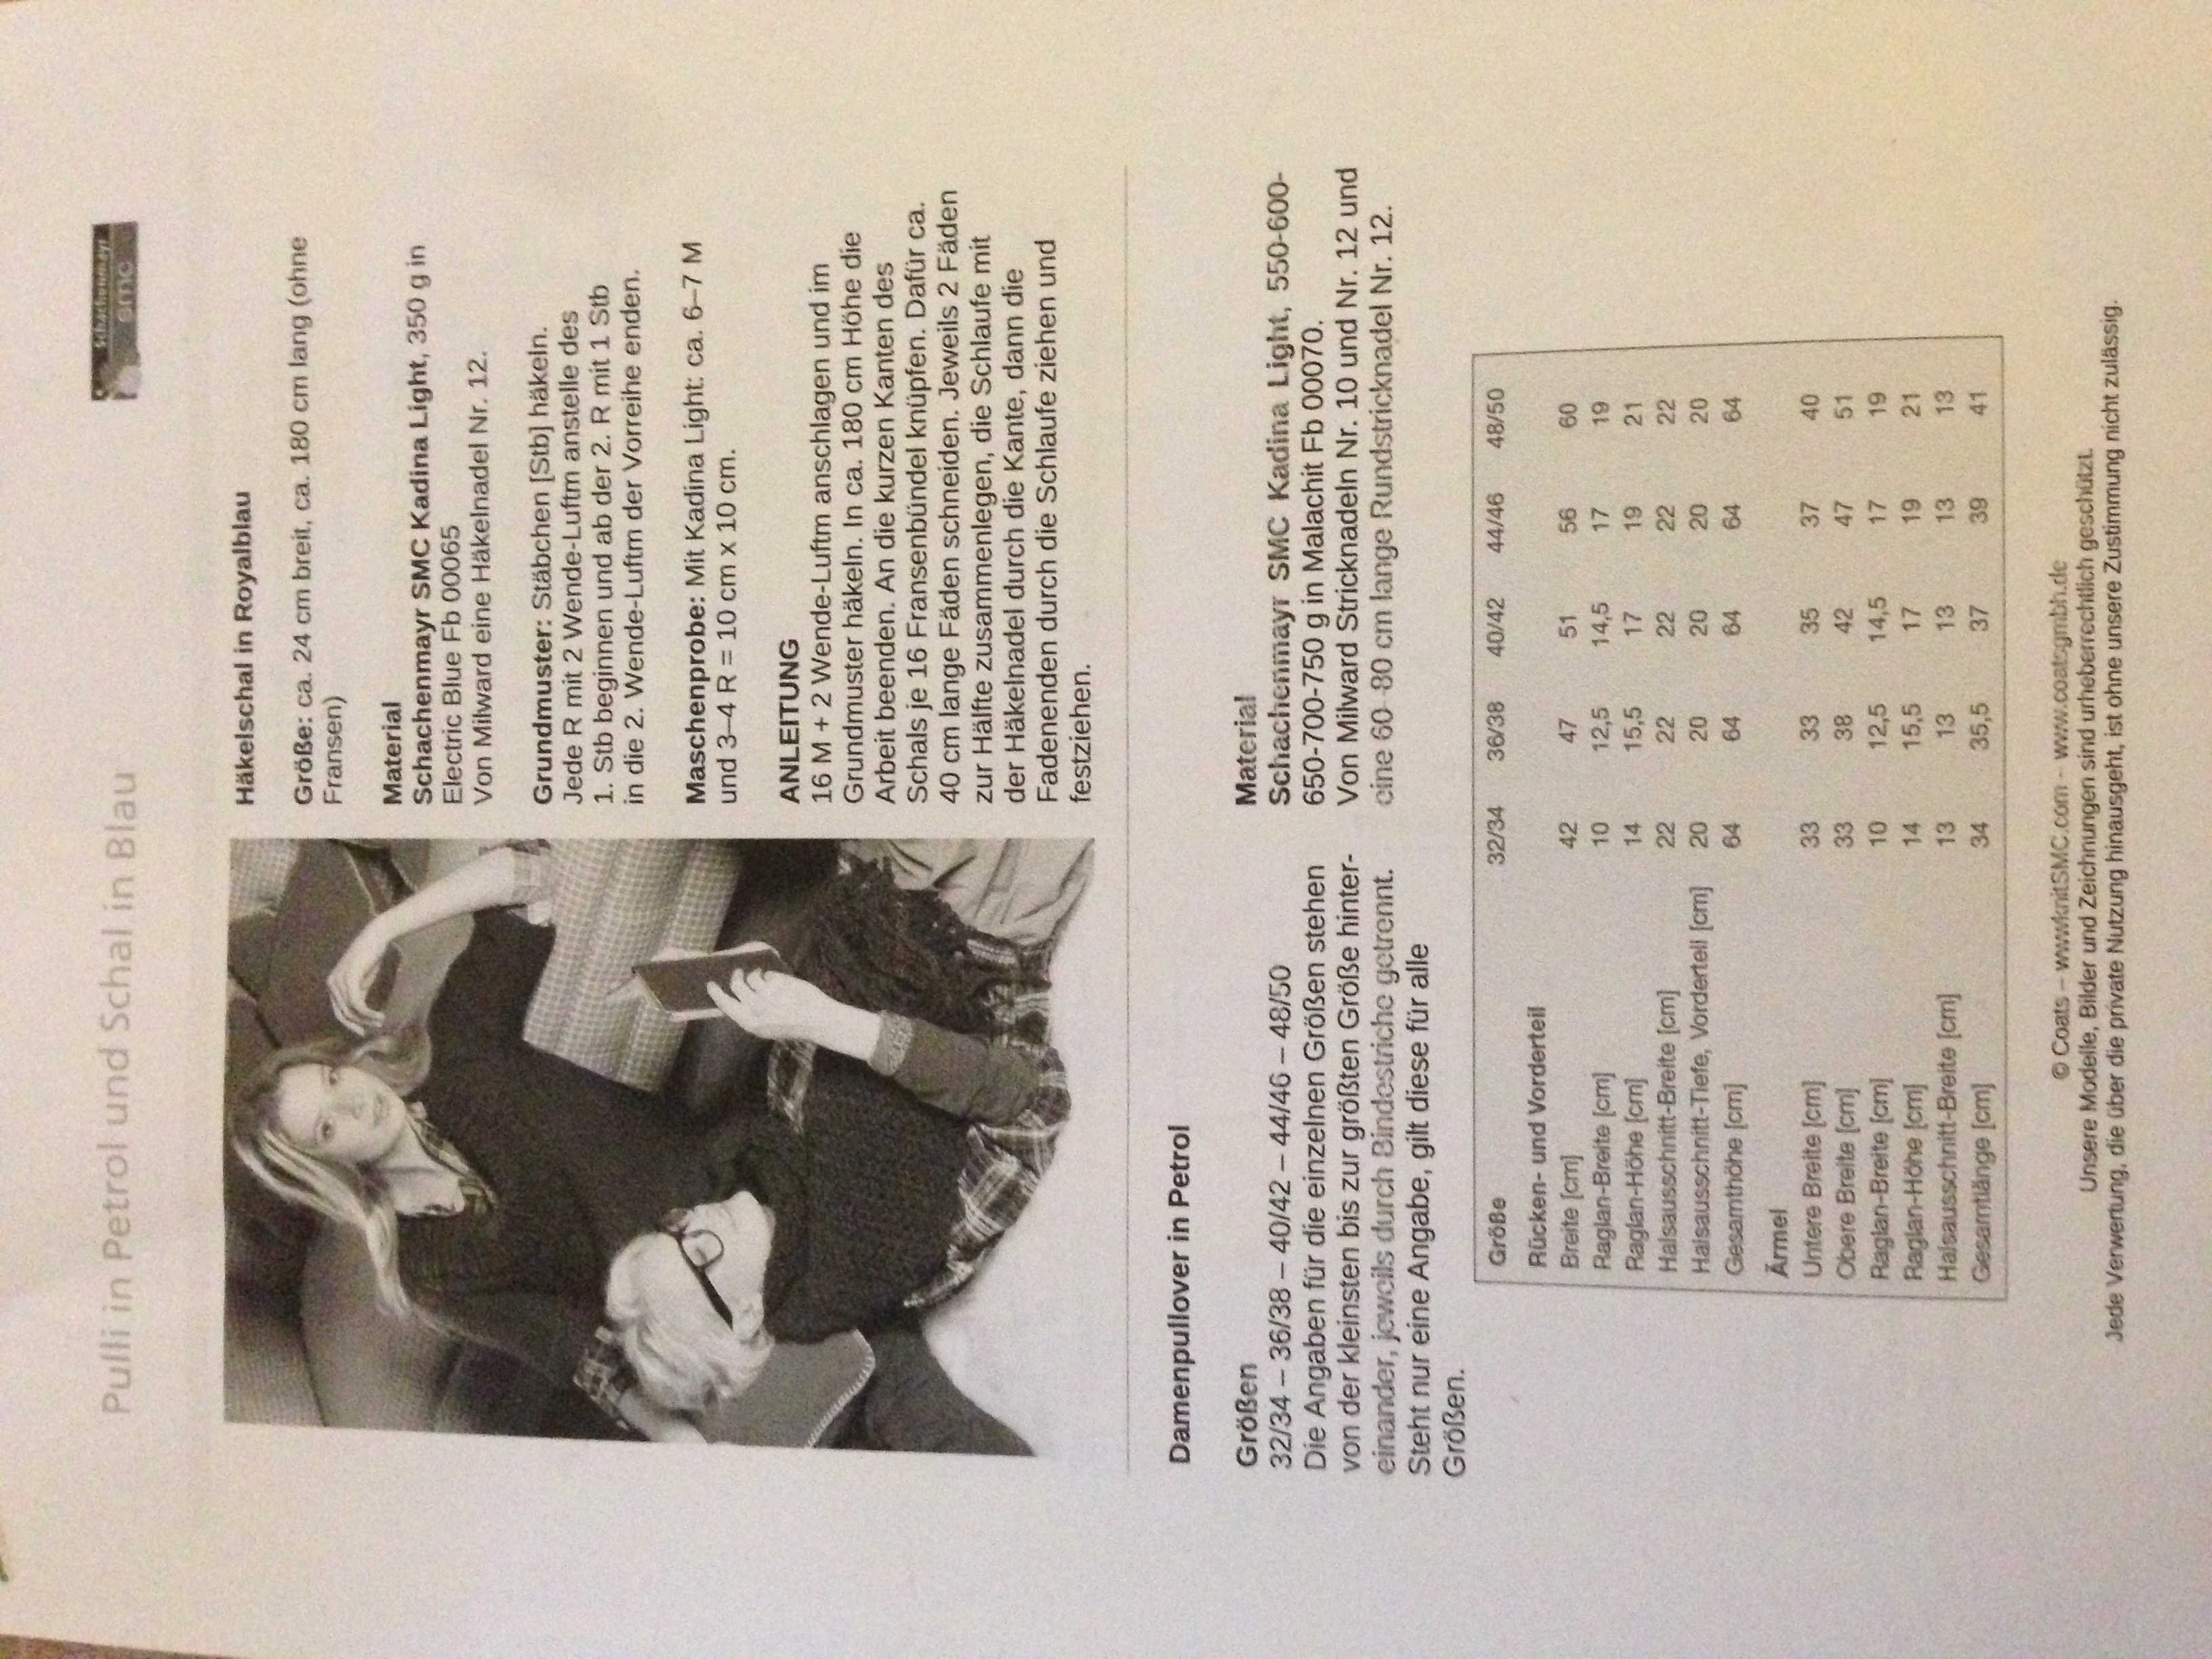 Pulli in Petrol und Schal in Blau
Schachenmayr
smc
Häkelschal in Royalblau
Größe: ca. 24 cm breit, ca. 180 cm lang (ohne
Fransen)
Material
Schachenmayr SMC Kadina Light, 350 g in
Electric Blue Fb 00065
Von Milward eine Häkelnadel Nr. 12.
Grundmuster: Stäbchen [Stb] häkeln.
Jede R mit 2 Wende-Luftm anstelle des
1. Stb beginnen und ab der 2. R mit 1 Stb
in die 2. Wende-Luftm der Vorreihe enden.
Maschenprobe: Mit Kadina Light: ca. 6–7 M
und 3–4 R = 10 cm x 10 cm.
ANLEITUNG
16 M + 2 Wende-Luftm anschlagen und im
Grundmuster häkeln. In ca. 180 cm Höhe die
Arbeit beenden. An die kurzen Kanten des
Schals je 16 Fransenbündel knüpfen. Dafür ca.
40 cm lange Fäden schneiden. Jeweils 2 Fäden
zur Hälfte zusammenlegen, die Schlaufe mit
der Häkelnadel durch die Kante, dann die
Fadenenden durch die Schlaufe ziehen und
festziehen.
Damenpullover in Petrol
Größen
32/34 – 36/38 – 40/42 – 44/46 – 48/50
Die Angaben für die einzelnen Größen stehen
von der kleinsten bis zur größten Größe hinter-
einander, jeweils durch Bindestriche getrennt.
Steht nur eine Angabe, gilt diese für alle
Größen.
Material
Schachenmayr SMC Kadina Light, 550-600-
650-700-750 g in Malachit Fb 00070.
Von Milward Stricknadeln Nr. 10 und Nr. 12 und
eine 60–80 cm lange Rundstricknadel Nr. 12.
Größe 32/34 36/38 40/42 44/46 48/50
Rücken- und Vorderteil
Breite [cm] 42 47 51 56 60
Raglan-Breite [cm] 10 12,5 14,5 17 19
Raglan-Höhe [cm] 14 15,5 17 19 21
Halsausschnitt-Breite [cm] 22 22 22 22 22
Halsausschnitt-Tiefe, Vorderteil [cm] 20 20 20 20 20
Gesamthöhe [cm] 64 64 64 64 64
Ärmel
Untere Breite [cm] 33 33 35 37 40
Obere Breite [cm] 33 38 42 47 51
Raglan-Breite [cm] 10 12,5 14,5 17 19
Raglan-Höhe [cm] 14 15,5 17 19 21
Halsausschnitt-Breite [cm] 13 13 13 13 13
Gesamtlänge [cm] 34 35,5 37 39 41
© Coats – www.knitSMC.com – www.coatsgmbh.de
Unsere Modelle, Bilder und Zeichnungen sind urheberrechtlich geschützt.
Jede Verwertung, die über die private Nutzung hinausgeht, ist ohne unsere Zustimmung nicht zulässig.